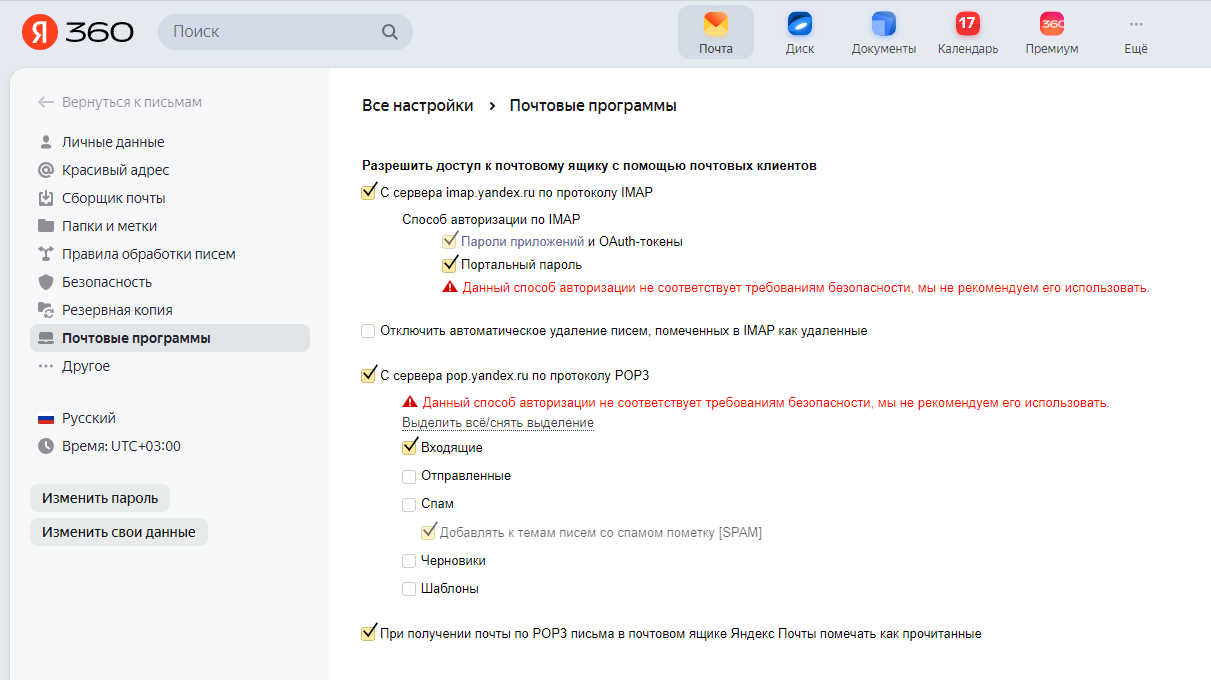 Я 360
Поиск
Почта
Диск
Документы
17
Календарь
360
Премиум
Ещё
Вернуться к письмам
Личные данные
Красивый адрес
Сборщик почты
Папки и метки
Правила обработки писем
Безопасность
Резервная копия
Почтовые программы
Другое
Русский
Время: UTC+03:00
Изменить пароль
Изменить свои данные
Все настройки › Почтовые программы
Разрешить доступ к почтовому ящику с помощью почтовых клиентов
С сервера imap.yandex.ru по протоколу IMAP
Способ авторизации по IMAP
Пароли приложений и OAuth-токены
Портальный пароль
Данный способ авторизации не соответствует требованиям безопасности, мы не рекомендуем его использовать.
Отключить автоматическое удаление писем, помеченных в IMAP как удаленные
С сервера pop.yandex.ru по протоколу POP3
Данный способ авторизации не соответствует требованиям безопасности, мы не рекомендуем его использовать.
Выделить всё/снять выделение
Входящие
Отправленные
Спам
Добавлять к темам писем со спамом пометку [SPAM]
Черновики
Шаблоны
При получении почты по POP3 письма в почтовом ящике Яндекс Почты помечать как прочитанные